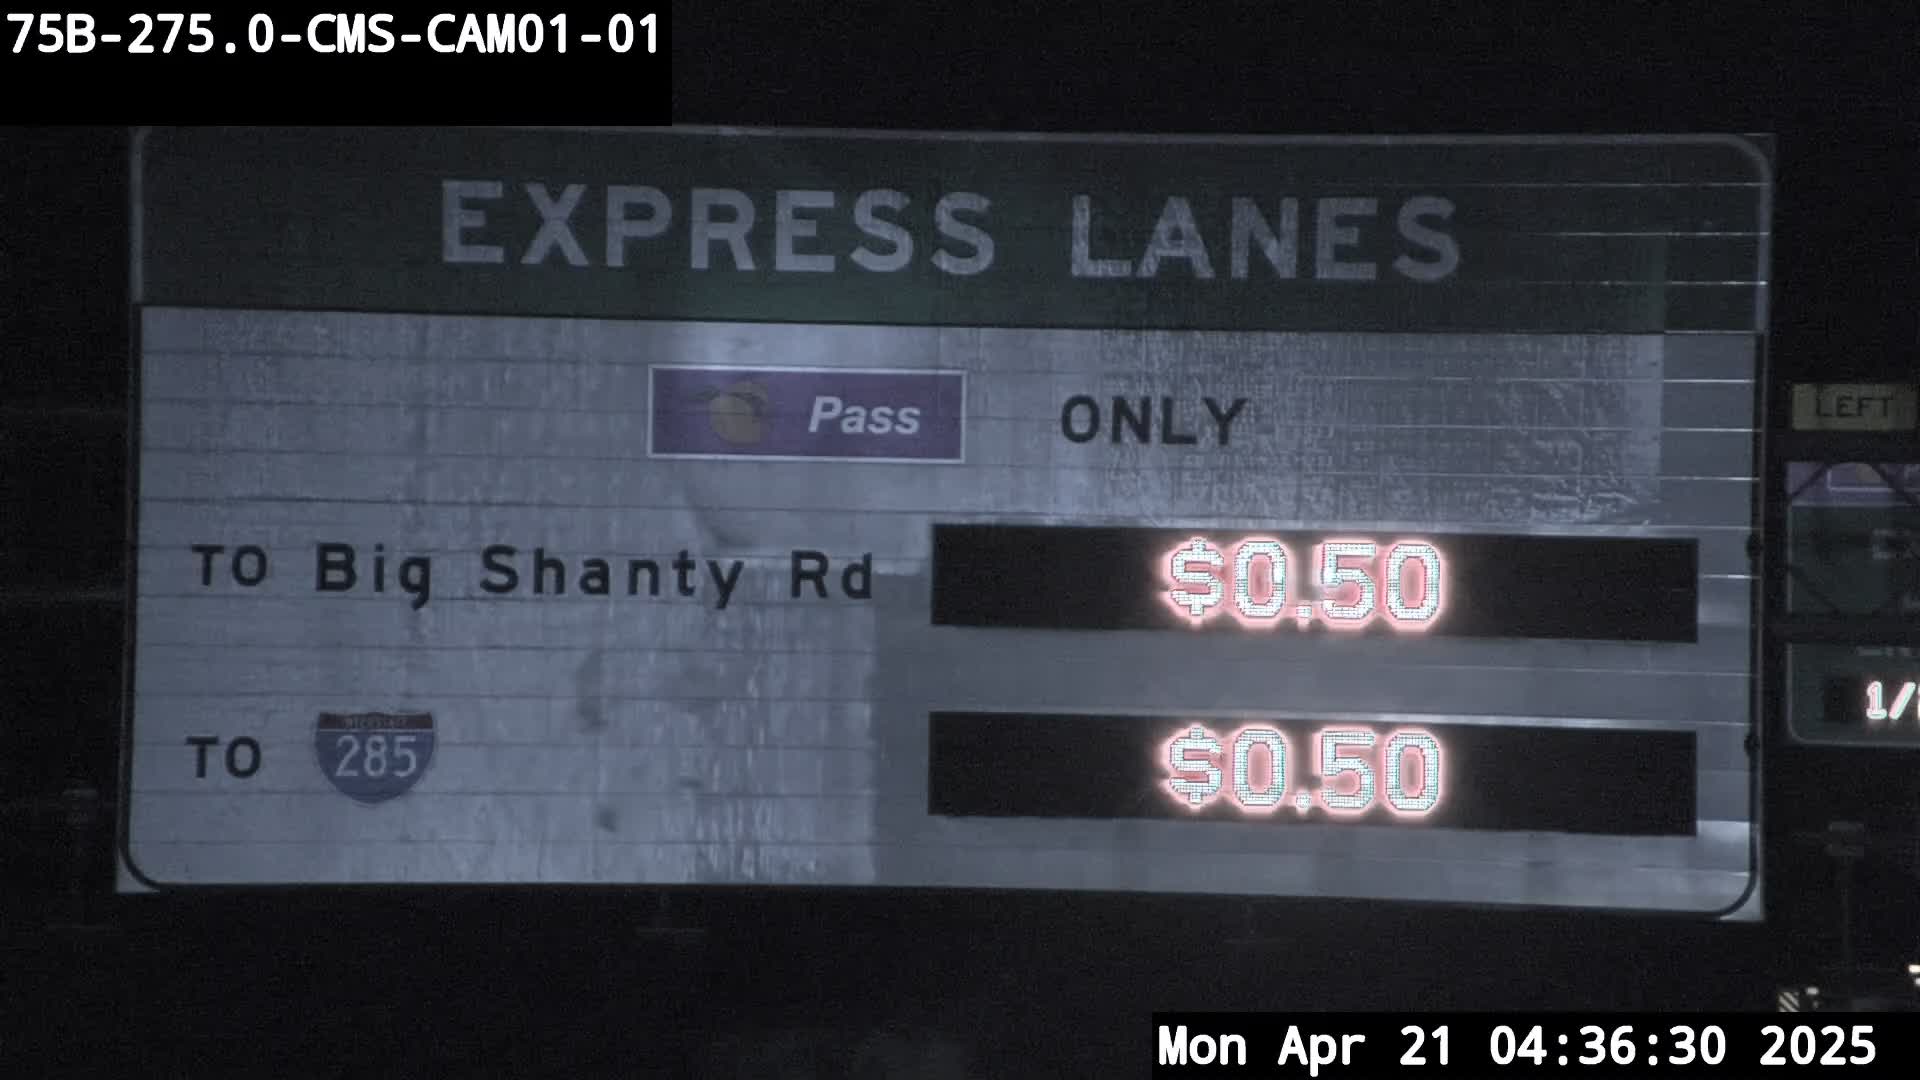 75B-275.0-CMS-CAM01-01
EXPRESS LANES
Pass ONLY
TO Big Shanty Rd $0.50
TO INTERSTATE 285 $0.50
LEFT
Mon Apr 21 04:36:30 2025